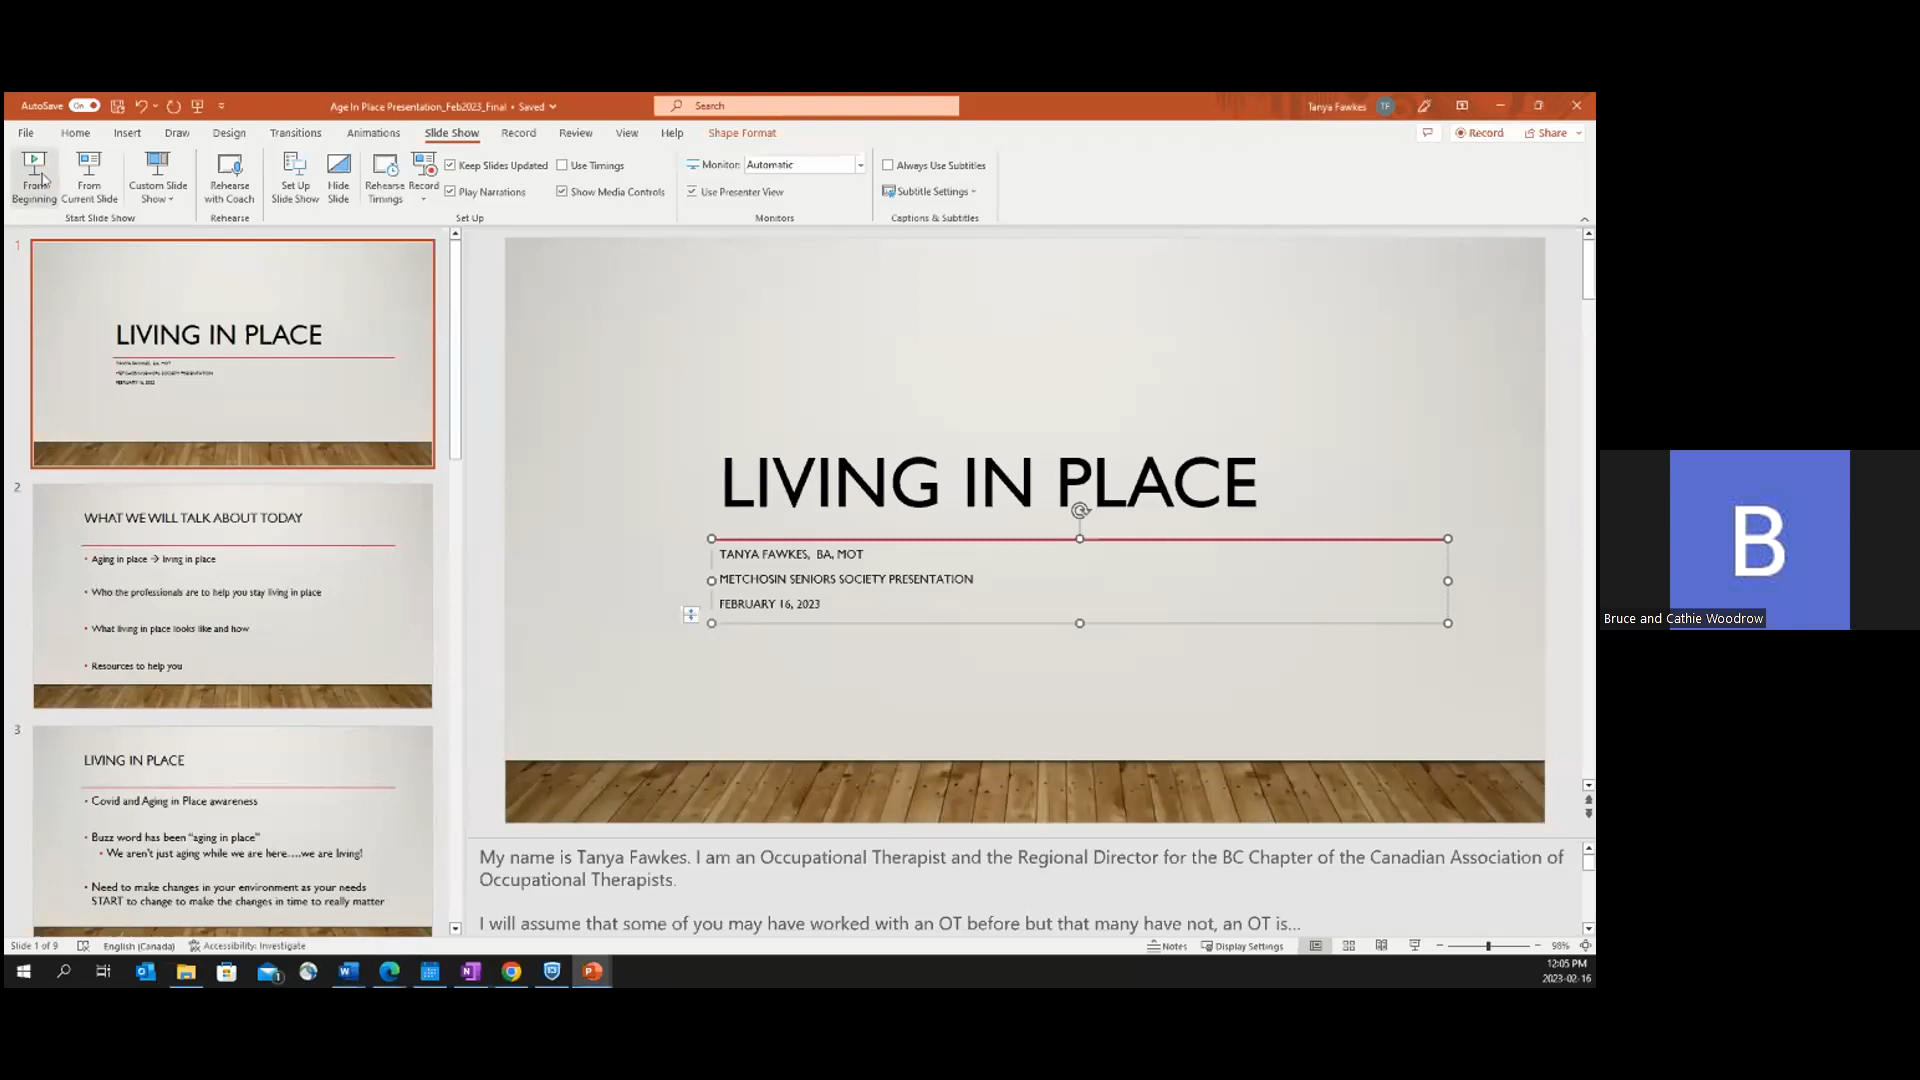 AutoSave On Age In Place Presentation_Feb2023_Final • Saved Search Tanya Fawkes TF
File Home Insert Draw Design Transitions Animations Slide Show Record Review View Help Shape Format Record Share
From Beginning
From Current Slide
Custom Slide Show
Start Slide Show
Rehearse with Coach
Rehearse
Set Up Slide Show
Hide Slide
Rehearse Timings
Record
Keep Slides Updated
Use Timings
Play Narrations
Show Media Controls
Set Up
Monitor: Automatic
Use Presenter View
Monitors
Always Use Subtitles
Subtitle Settings
Captions & Subtitles
1
LIVING IN PLACE
2
WHAT WE WILL TALK ABOUT TODAY
• Aging in place → living in place
• Who the professionals are to help you stay living in place
• What living in place looks like and how
• Resources to help you
3
LIVING IN PLACE
• Covid and Aging in Place awareness
• Buzz word has been "aging in place"
• We aren't just aging while we are here....we are living!
• Need to make changes in your environment as your needs
START to change to make the changes in time to really matter
LIVING IN PLACE
TANYA FAWKES, BA, MOT
METCHOSIN SENIORS SOCIETY PRESENTATION
FEBRUARY 16, 2023
My name is Tanya Fawkes. I am an Occupational Therapist and the Regional Director for the BC Chapter of the Canadian Association of
Occupational Therapists.
I will assume that some of you may have worked with an OT before but that many have not, an OT is...
Slide 1 of 9 English (Canada) Accessibility: Investigate Notes Display Settings 98%
12:05 PM
2023-02-16
B
Bruce and Cathie Woodrow